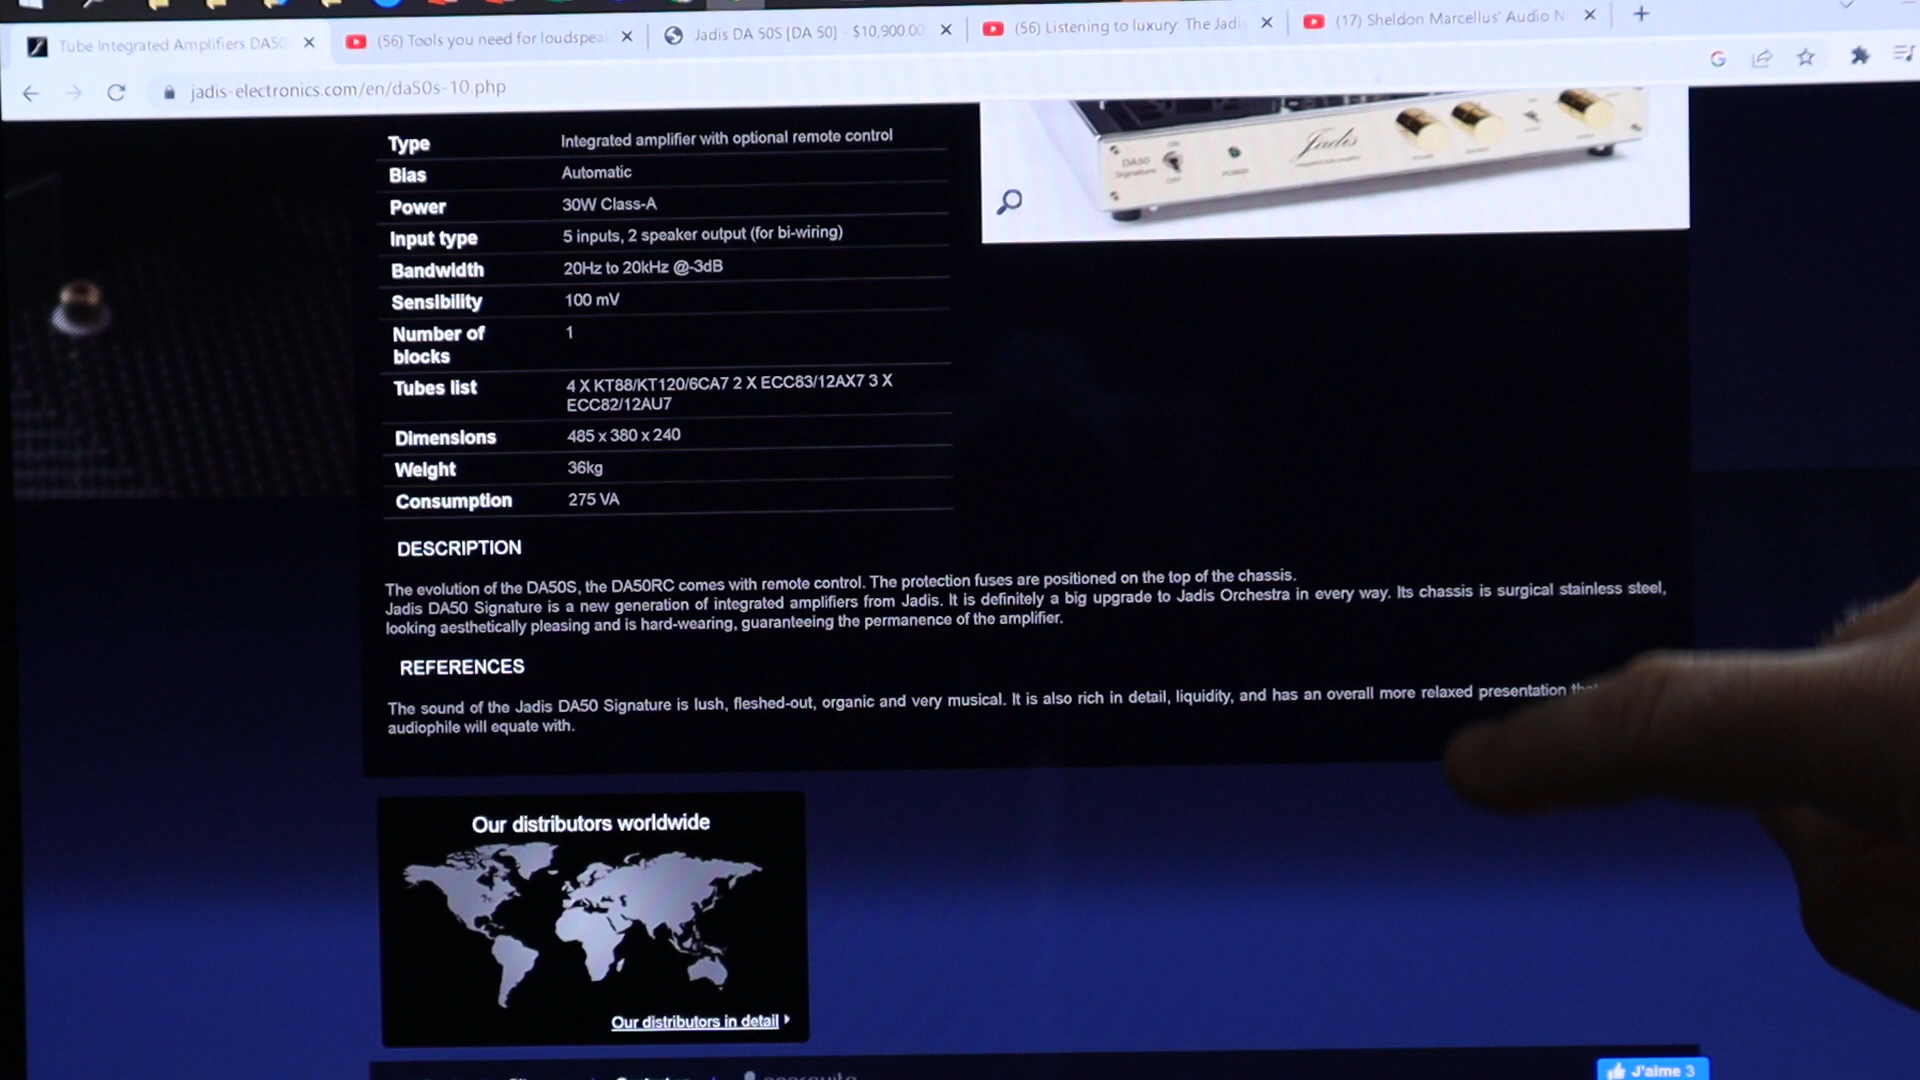 Tube Integrated Amplifiers DA50
(56) Tools you need for loudspea
Jadis DA 50S [DA 50] - $10,900.00
(56) Listening to luxury. The Jadis
(17) Sheldon Marcellus' Audio N
jadis-electronics.com/en/da50s-10.php
Type Integrated amplifier with optional remote control
Bias Automatic
Power 30W Class-A
Input type 5 inputs, 2 speaker output (for bi-wiring)
Bandwidth 20Hz to 20kHz @-3dB
Sensibility 100 mV
Number of blocks 1
Tubes list 4 X KT88/KT120/6CA7 2 X ECC83/12AX7 3 X
ECC82/12AU7
Dimensions 485 x 380 x 240
Weight 36kg
Consumption 275 VA
DA50
Signature
ON
OFF
POWER
Jadis
DESCRIPTION
The evolution of the DA50S, the DA50RC comes with remote control. The protection fuses are positioned on the top of the chassis.
Jadis DA50 Signature is a new generation of integrated amplifiers from Jadis. It is definitely a big upgrade to Jadis Orchestra in every way. Its chassis is surgical stainless steel,
looking aesthetically pleasing and is hard-wearing, guaranteeing the permanence of the amplifier.
REFERENCES
The sound of the Jadis DA50 Signature is lush, fleshed-out, organic and very musical. It is also rich in detail, liquidity, and has an overall more relaxed presentation
audiophile will equate with.
Our distributors worldwide
Our distributors in detail
J'aime 3